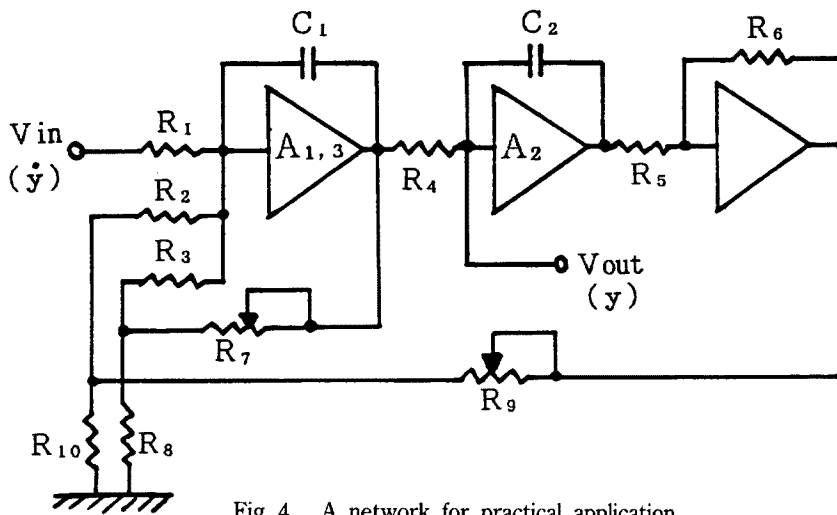 C₁
C₂
R₆
Vin
(ẏ)
R₁
A₁,₃
R₄
A₂
R₅
R₂
R₃
Vout
(y)
R₇
R₉
R₁₀
R₈
Fig. 4 A network for practical application